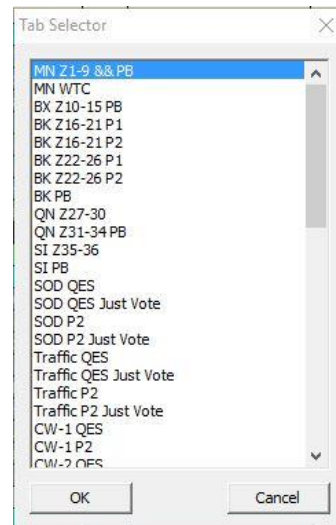 Tab Selector
MN Z1-9 && PB
MN WTC
BX Z10-15 PB
BK Z16-21 P1
BK Z16-21 P2
BK Z22-26 P1
BK Z22-26 P2
BK PB
QN Z27-30
QN Z31-34 PB
SI Z35-36
SI PB
SOD QES
SOD QES Just Vote
SOD P2
SOD P2 Just Vote
Traffic QES
Traffic QES Just Vote
Traffic P2
Traffic P2 Just Vote
CW-1 QES
CW-1 P2
CW-2 QES
OK
Cancel